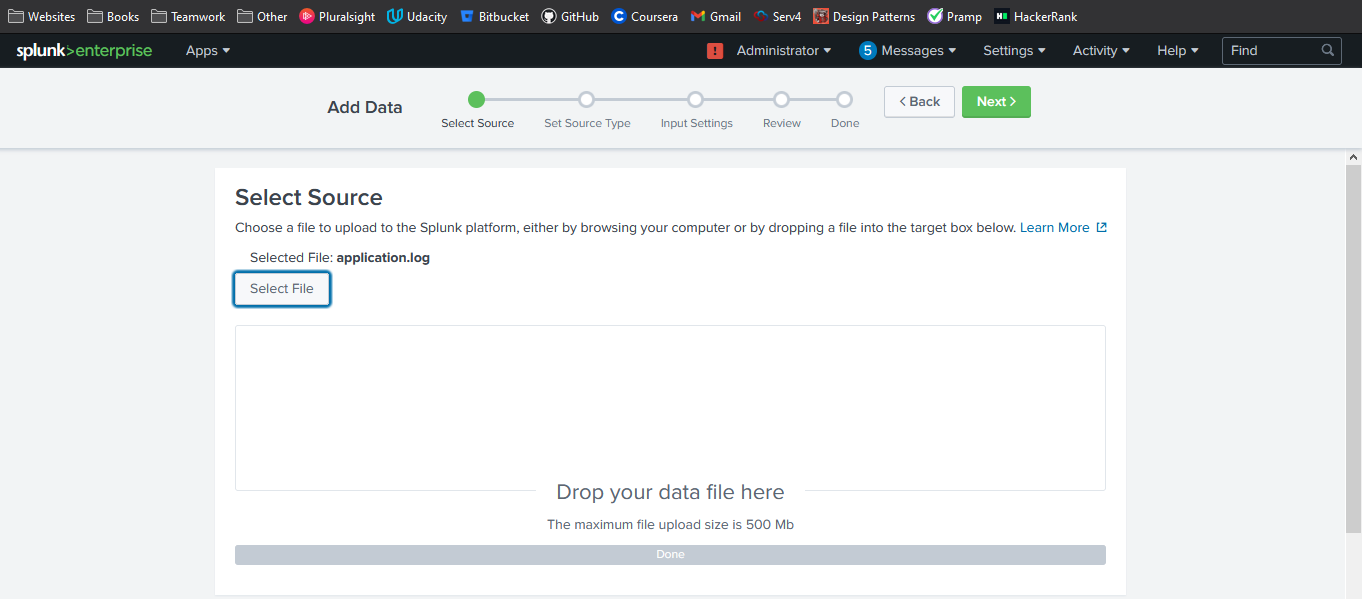 Websites Books Teamwork Other Pluralsight Udacity Bitbucket GitHub Coursera Gmail Serv4 Design Patterns Pramp HackerRank
splunk>enterprise Apps ! Administrator 5 Messages Settings Activity Help Find
Add Data
Select Source Set Source Type Input Settings Review Done
Back Next
Select Source
Choose a file to upload to the Splunk platform, either by browsing your computer or by dropping a file into the target box below. Learn More
Selected File: application.log
Select File
Drop your data file here
The maximum file upload size is 500 Mb
Done